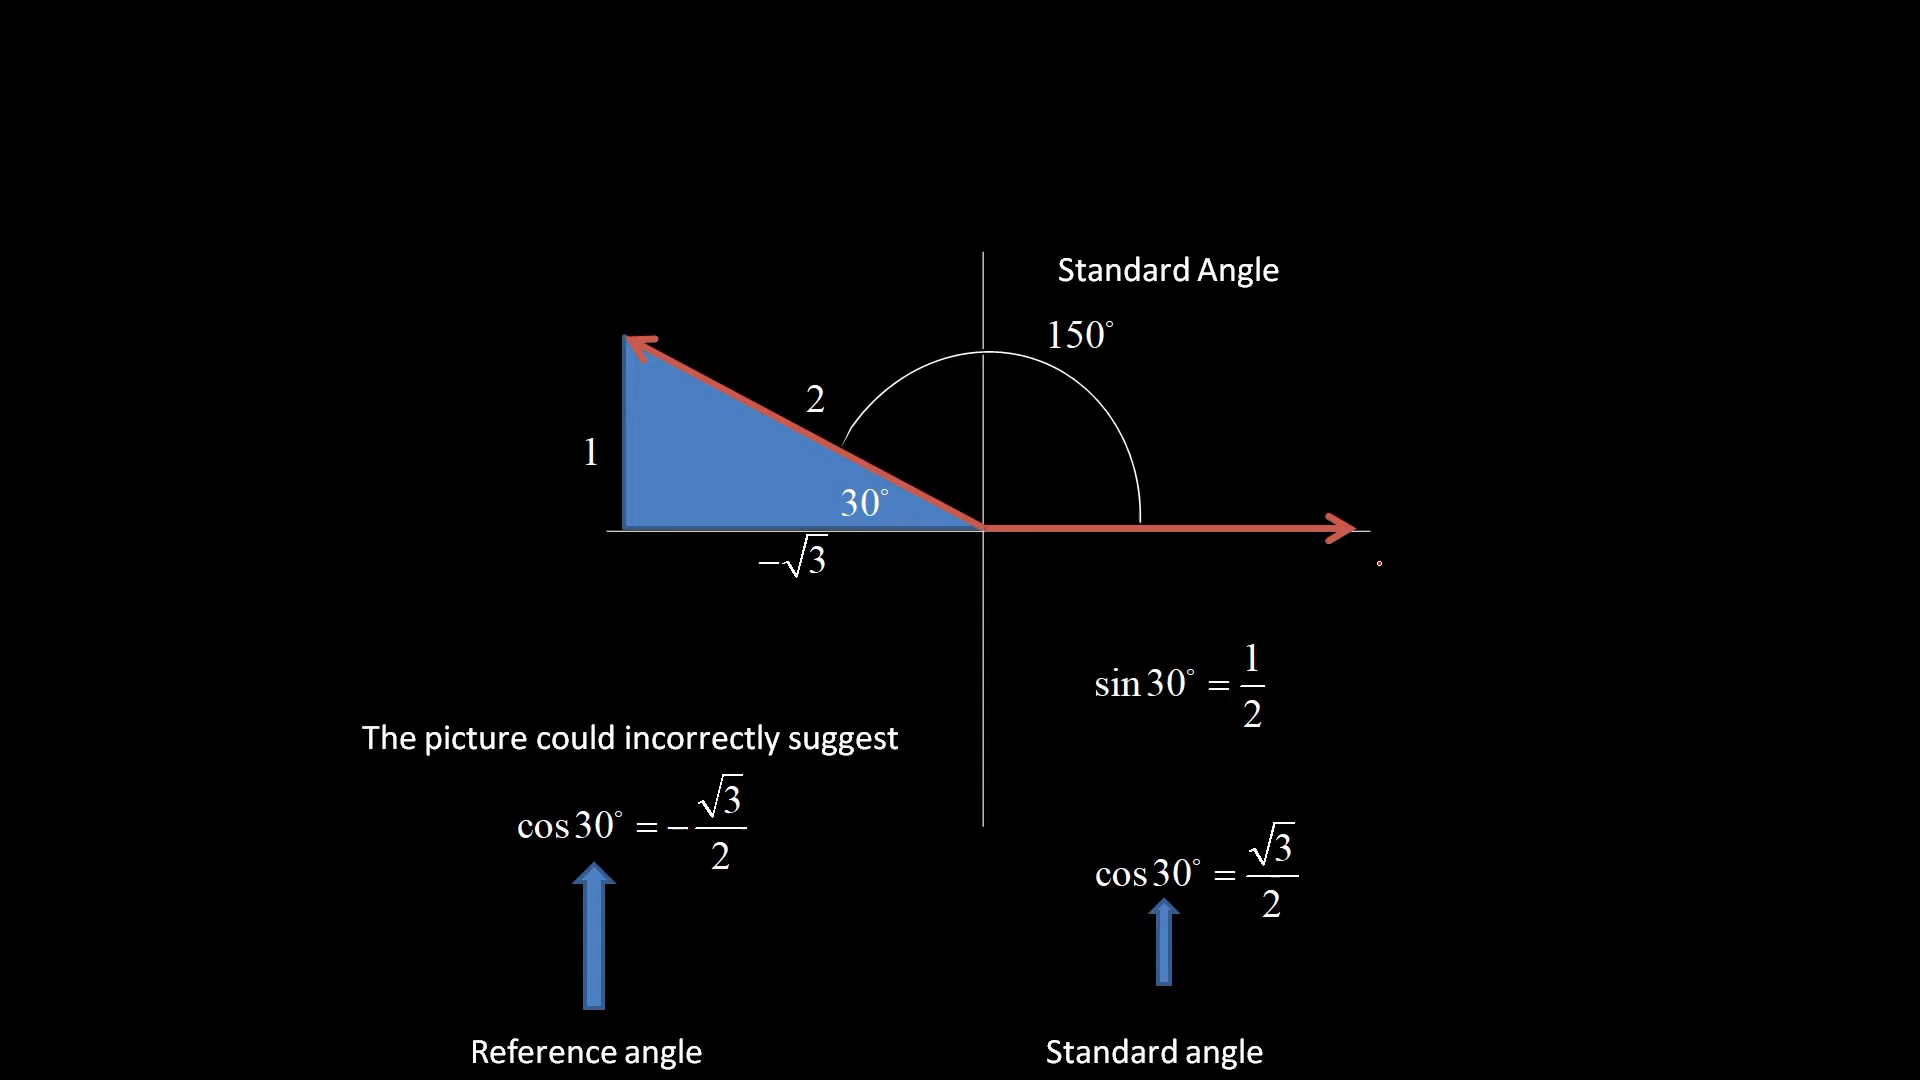 Standard Angle
150°
2
1
30°
−√3
sin 30° = 1/2
The picture could incorrectly suggest
cos 30° = −√3/2
cos 30° = √3/2
Reference angle
Standard angle